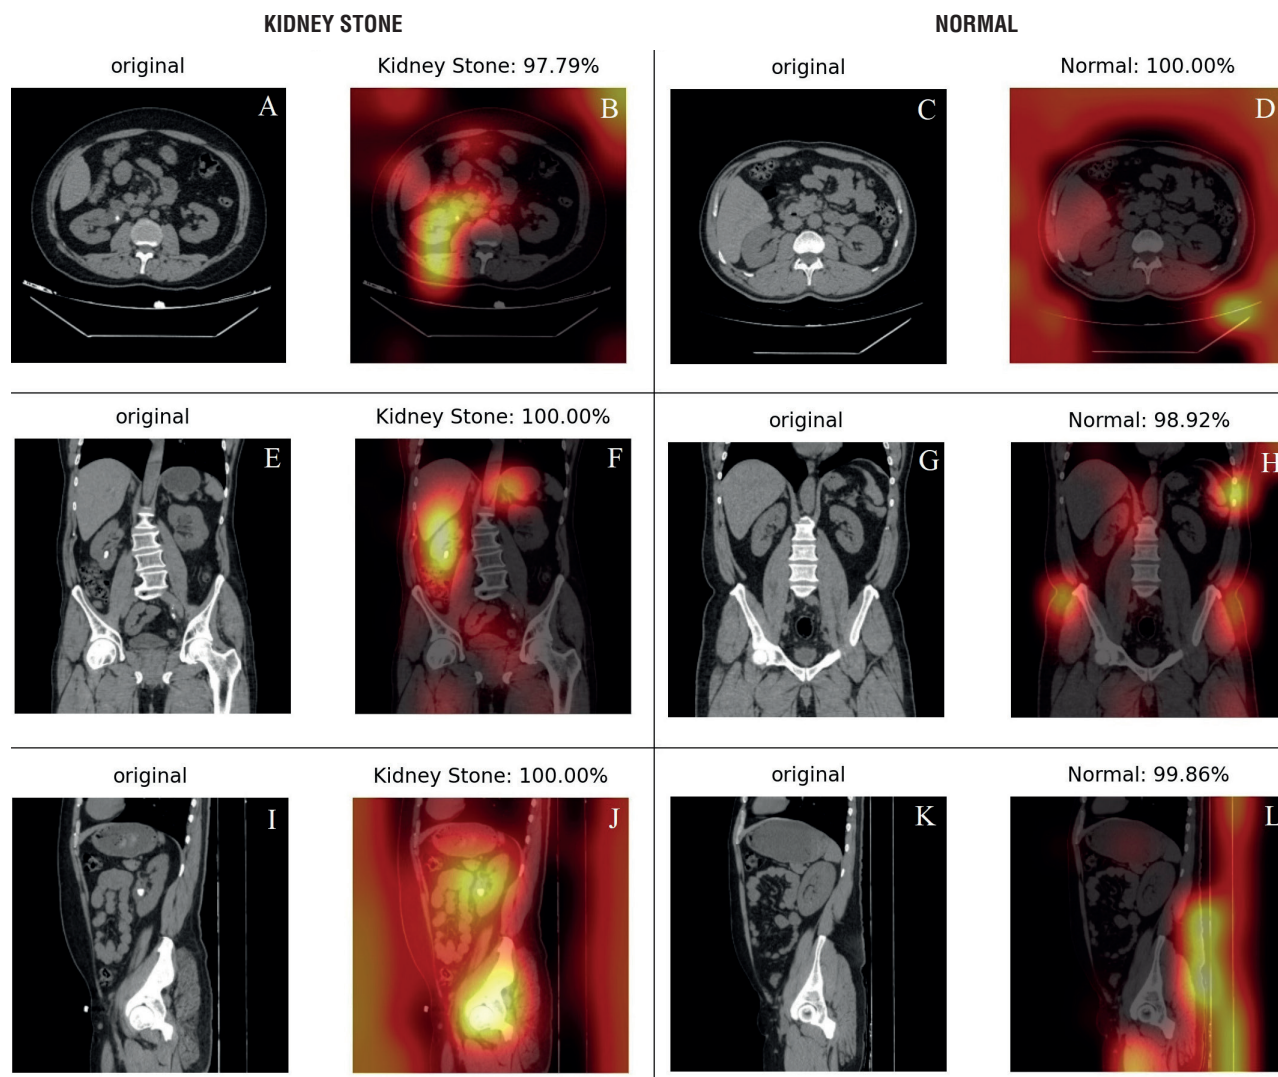 KIDNEY STONE
NORMAL
original
Kidney Stone: 97.79%
original
Normal: 100.00%
A
B
C
D
original
Kidney Stone: 100.00%
original
Normal: 98.92%
E
F
G
H
original
Kidney Stone: 100.00%
original
Normal: 99.86%
I
J
K
L